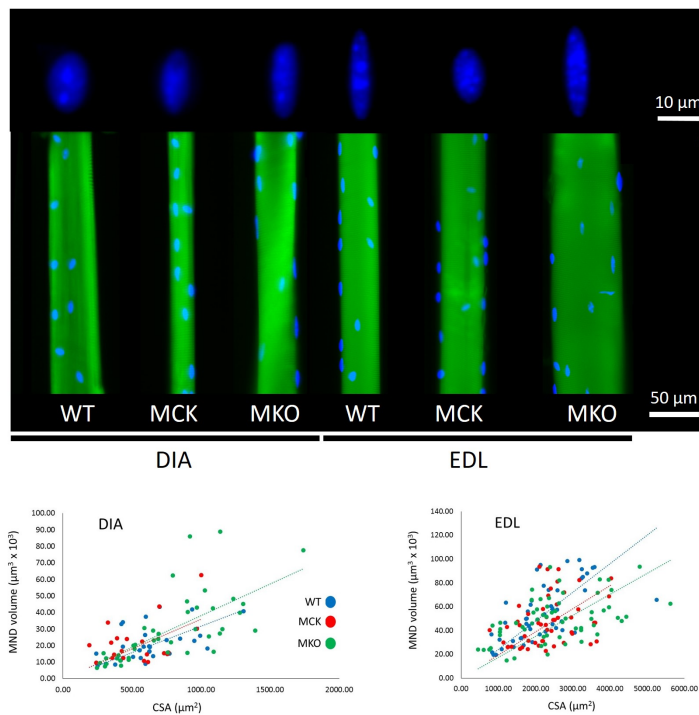 10 µm
WT MCK MKO WT MCK MKO
50 µm
DIA EDL
DIA
MND volume (µm³ x 10³)
100.00
90.00
80.00
70.00
60.00
50.00
40.00
30.00
20.00
10.00
0.00
0.00 500.00 1000.00 1500.00 2000.00
CSA (µm²)
WT
MCK
MKO
EDL
MND volume (µm³ x 10³)
140.00
120.00
100.00
80.00
60.00
40.00
20.00
0.00
0.00 1000.00 2000.00 3000.00 4000.00 5000.00 6000.00
CSA (µm²)